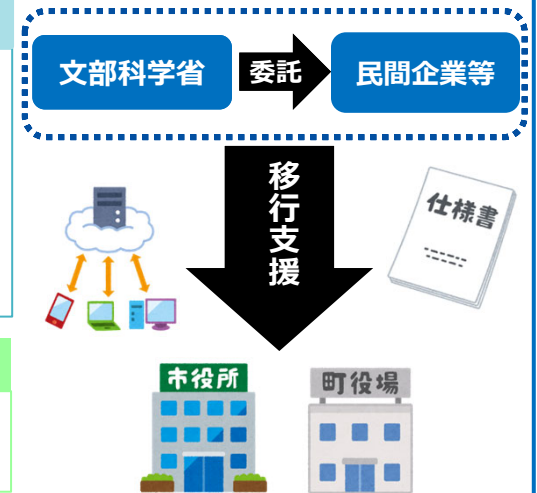 文部科学省
委託
民間企業等
移行支援
仕様書
市役所
町役場